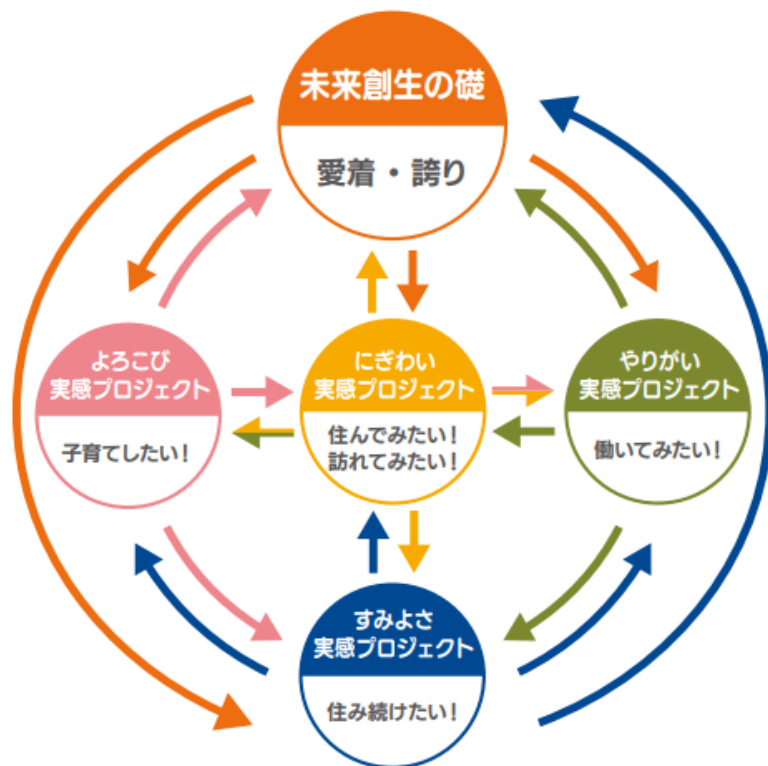 未来創生の礎
愛着・誇り
よろこび
実感プロジェクト
子育てしたい！
にぎわい
実感プロジェクト
住んでみたい！
訪れてみたい！
やりがい
実感プロジェクト
働いてみたい！
すみよさ
実感プロジェクト
住み続けたい！